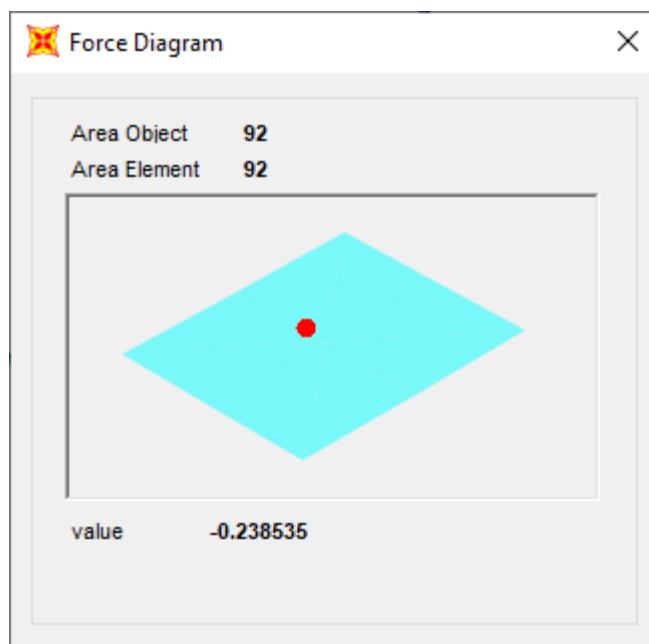 Force Diagram
Area Object 92
Area Element 92
value -0.238535